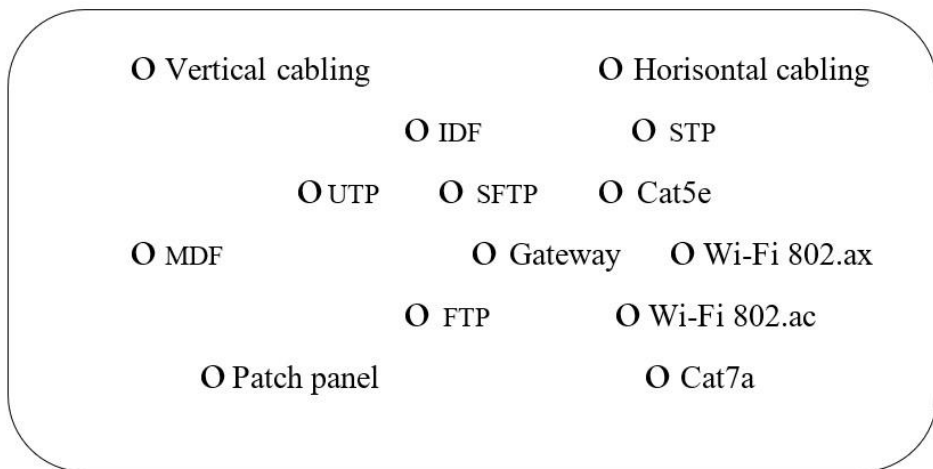 O Vertical cabling O Horisontal cabling
O IDF O STP
O UTP O SFTP O Cat5e
O MDF O Gateway O Wi-Fi 802.ax
O FTP O Wi-Fi 802.ac
O Patch panel O Cat7a